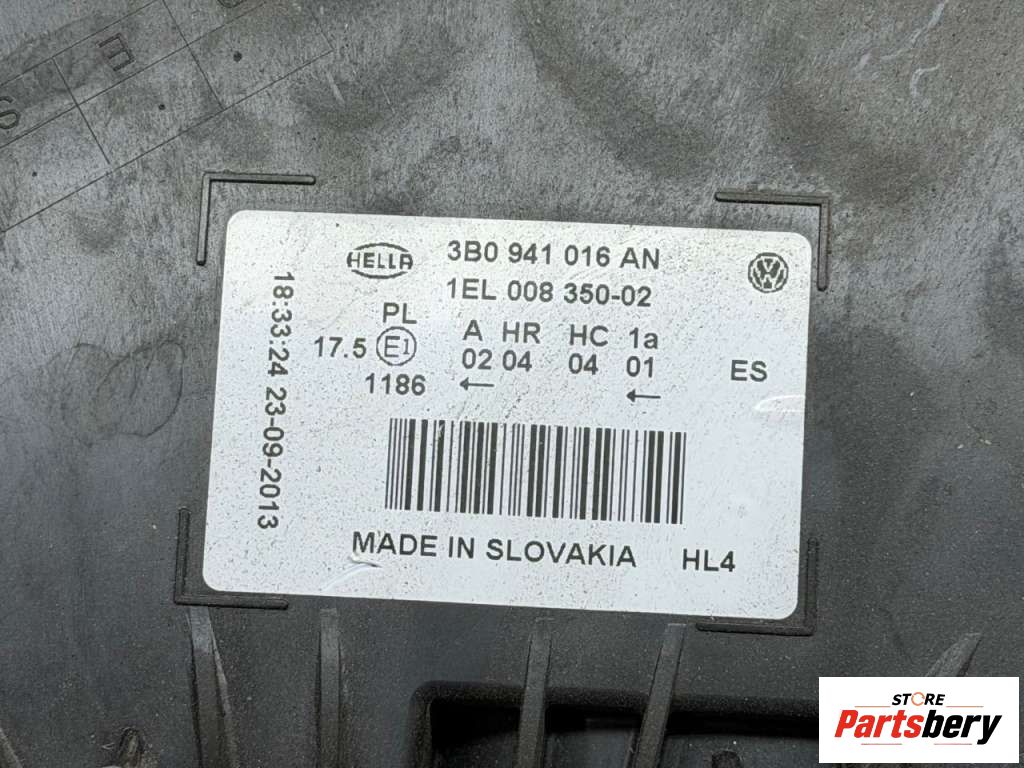 HELLA
3B0 941 016 AN
1EL 008 350-02
18:33:24 23-09-2013
PL
17.5 E1
1186
A HR HC 1a
02 04 04 01
← ←
ES
MADE IN SLOVAKIA HL4
STORE
Partsbery